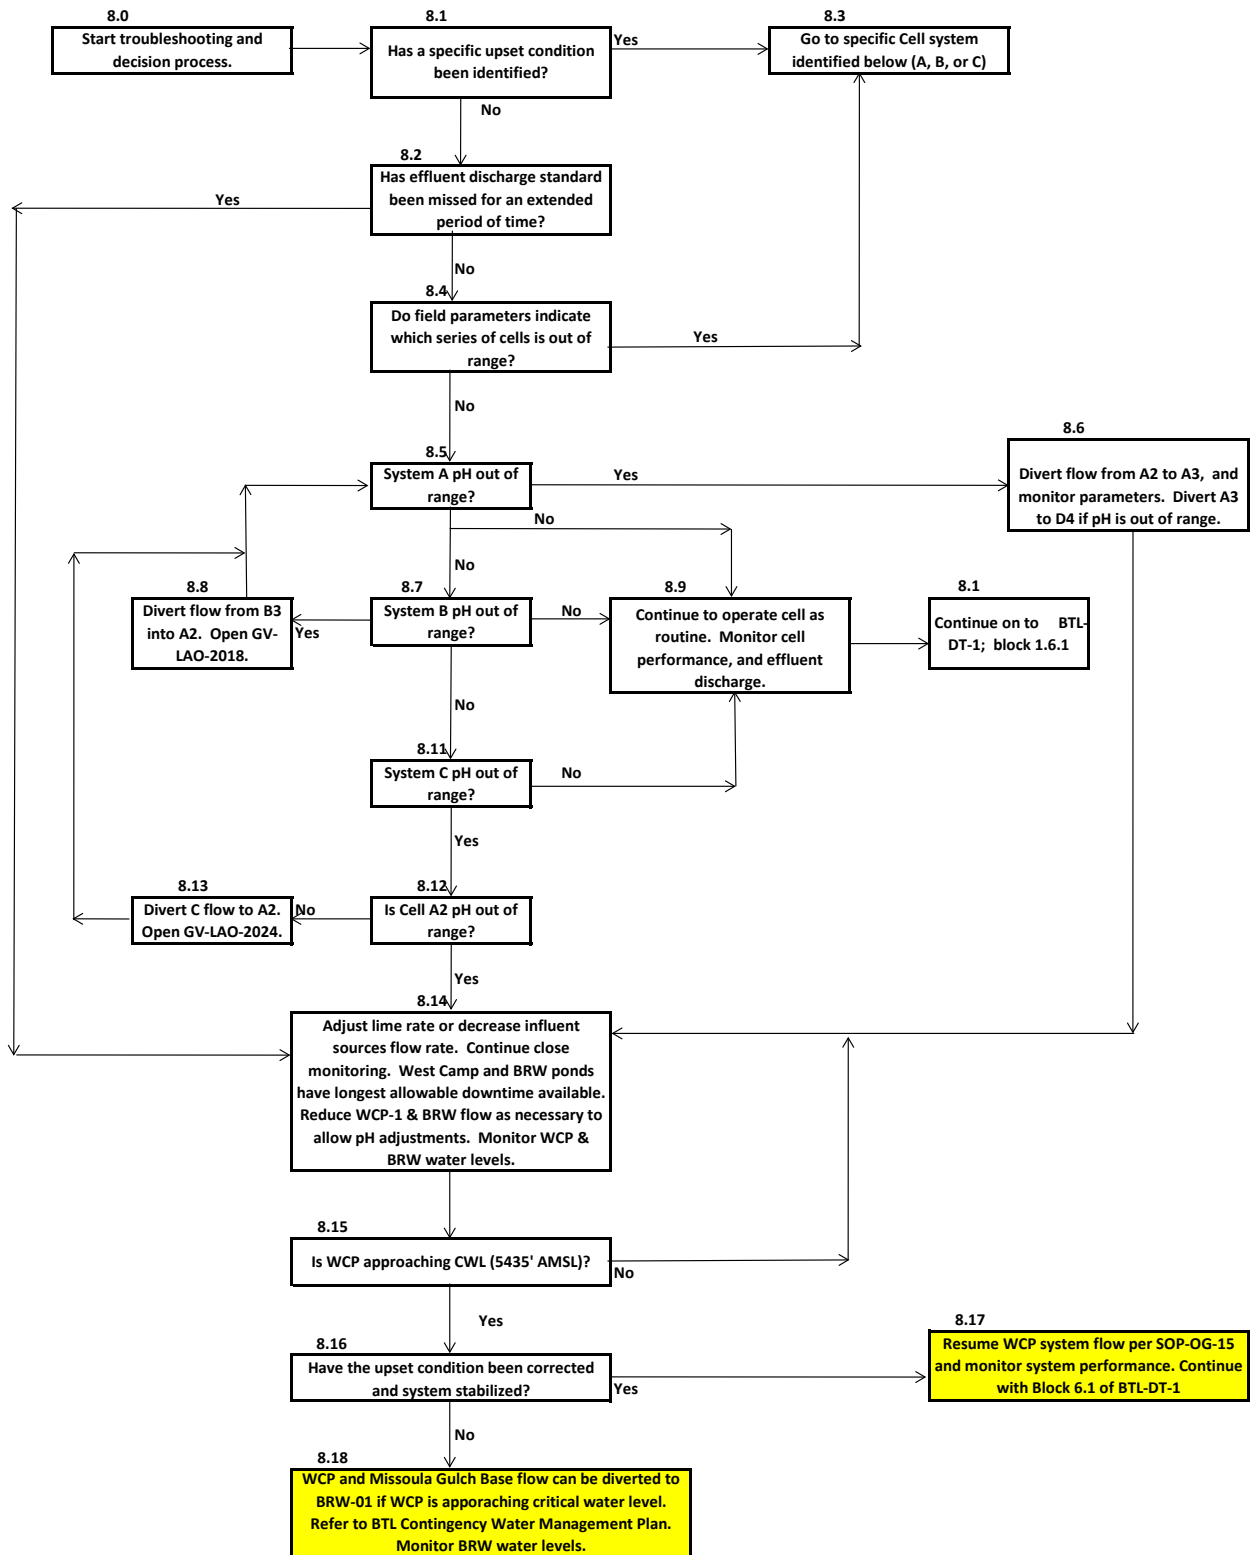 8.0
Start troubleshooting and
decision process.
8.1
Has a specific upset condition
been identified?
Yes
8.3
Go to specific Cell system
identified below (A, B, or C)
No
8.2
Has effluent discharge standard
been missed for an extended
period of time?
Yes
No
8.4
Do field parameters indicate
which series of cells is out of
range?
Yes
No
8.5
System A pH out of
range?
Yes
8.6
Divert flow from A2 to A3, and
monitor parameters. Divert A3
to D4 if pH is out of range.
No
No
8.8
Divert flow from B3
into A2. Open GV-
LAO-2018.
Yes
8.7
System B pH out of
range?
No
8.9
Continue to operate cell as
routine. Monitor cell
performance, and effluent
discharge.
8.1
Continue on to BTL-
DT-1; block 1.6.1
No
8.11
System C pH out of
range?
No
Yes
8.13
Divert C flow to A2.
Open GV-LAO-2024.
No
8.12
Is Cell A2 pH out of
range?
Yes
8.14
Adjust lime rate or decrease influent
sources flow rate. Continue close
monitoring. West Camp and BRW ponds
have longest allowable downtime available.
Reduce WCP-1 & BRW flow as necessary to
allow pH adjustments. Monitor WCP &
BRW water levels.
8.15
Is WCP approaching CWL (5435' AMSL)?
No
Yes
8.16
Have the upset condition been corrected
and system stabilized?
Yes
8.17
Resume WCP system flow per SOP-OG-15
and monitor system performance. Continue
with Block 6.1 of BTL-DT-1
No
8.18
WCP and Missoula Gulch Base flow can be diverted to
BRW-01 if WCP is apporaching critical water level.
Refer to BTL Contingency Water Management Plan.
Monitor BRW water levels.